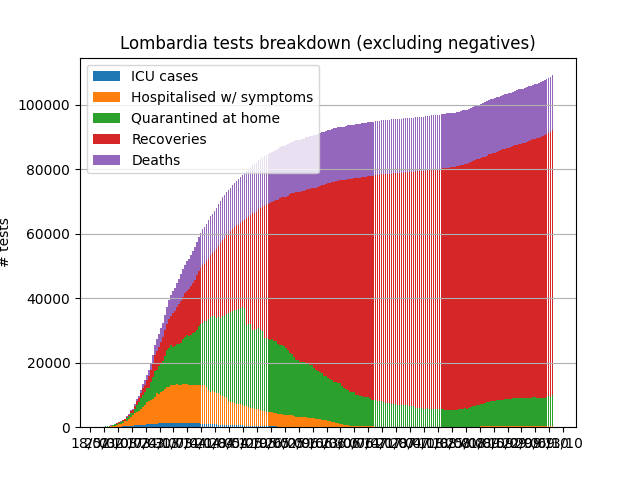 Lombardia tests breakdown (excluding negatives)
ICU cases
Hospitalised w/ symptoms
Quarantined at home
Recoveries
Deaths
100000
80000
60000
40000
20000
0
# tests